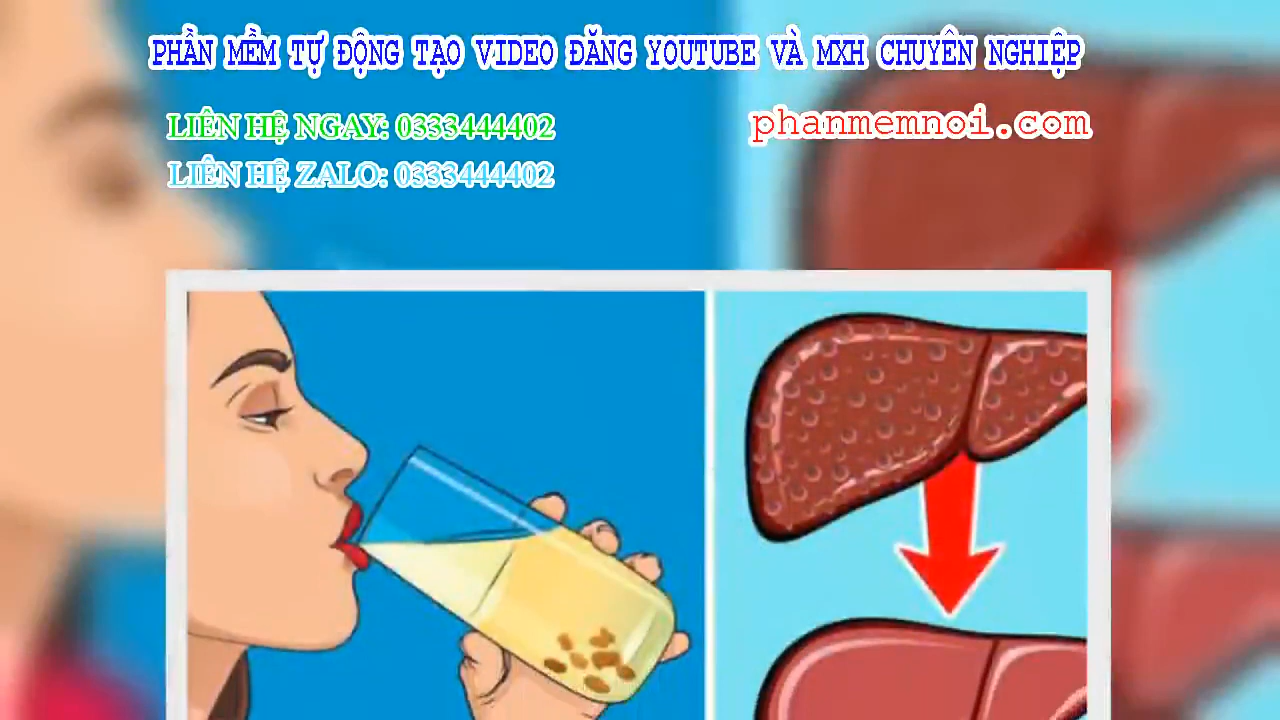 PHẦN MỀM TỰ ĐỘNG TẠO VIDEO ĐĂNG YOUTUBE VÀ MXH CHUYÊN NGHIỆP
LIÊN HỆ NGAY: 0333444402
phanmemnoi.com
LIÊN HỆ ZALO: 0333444402